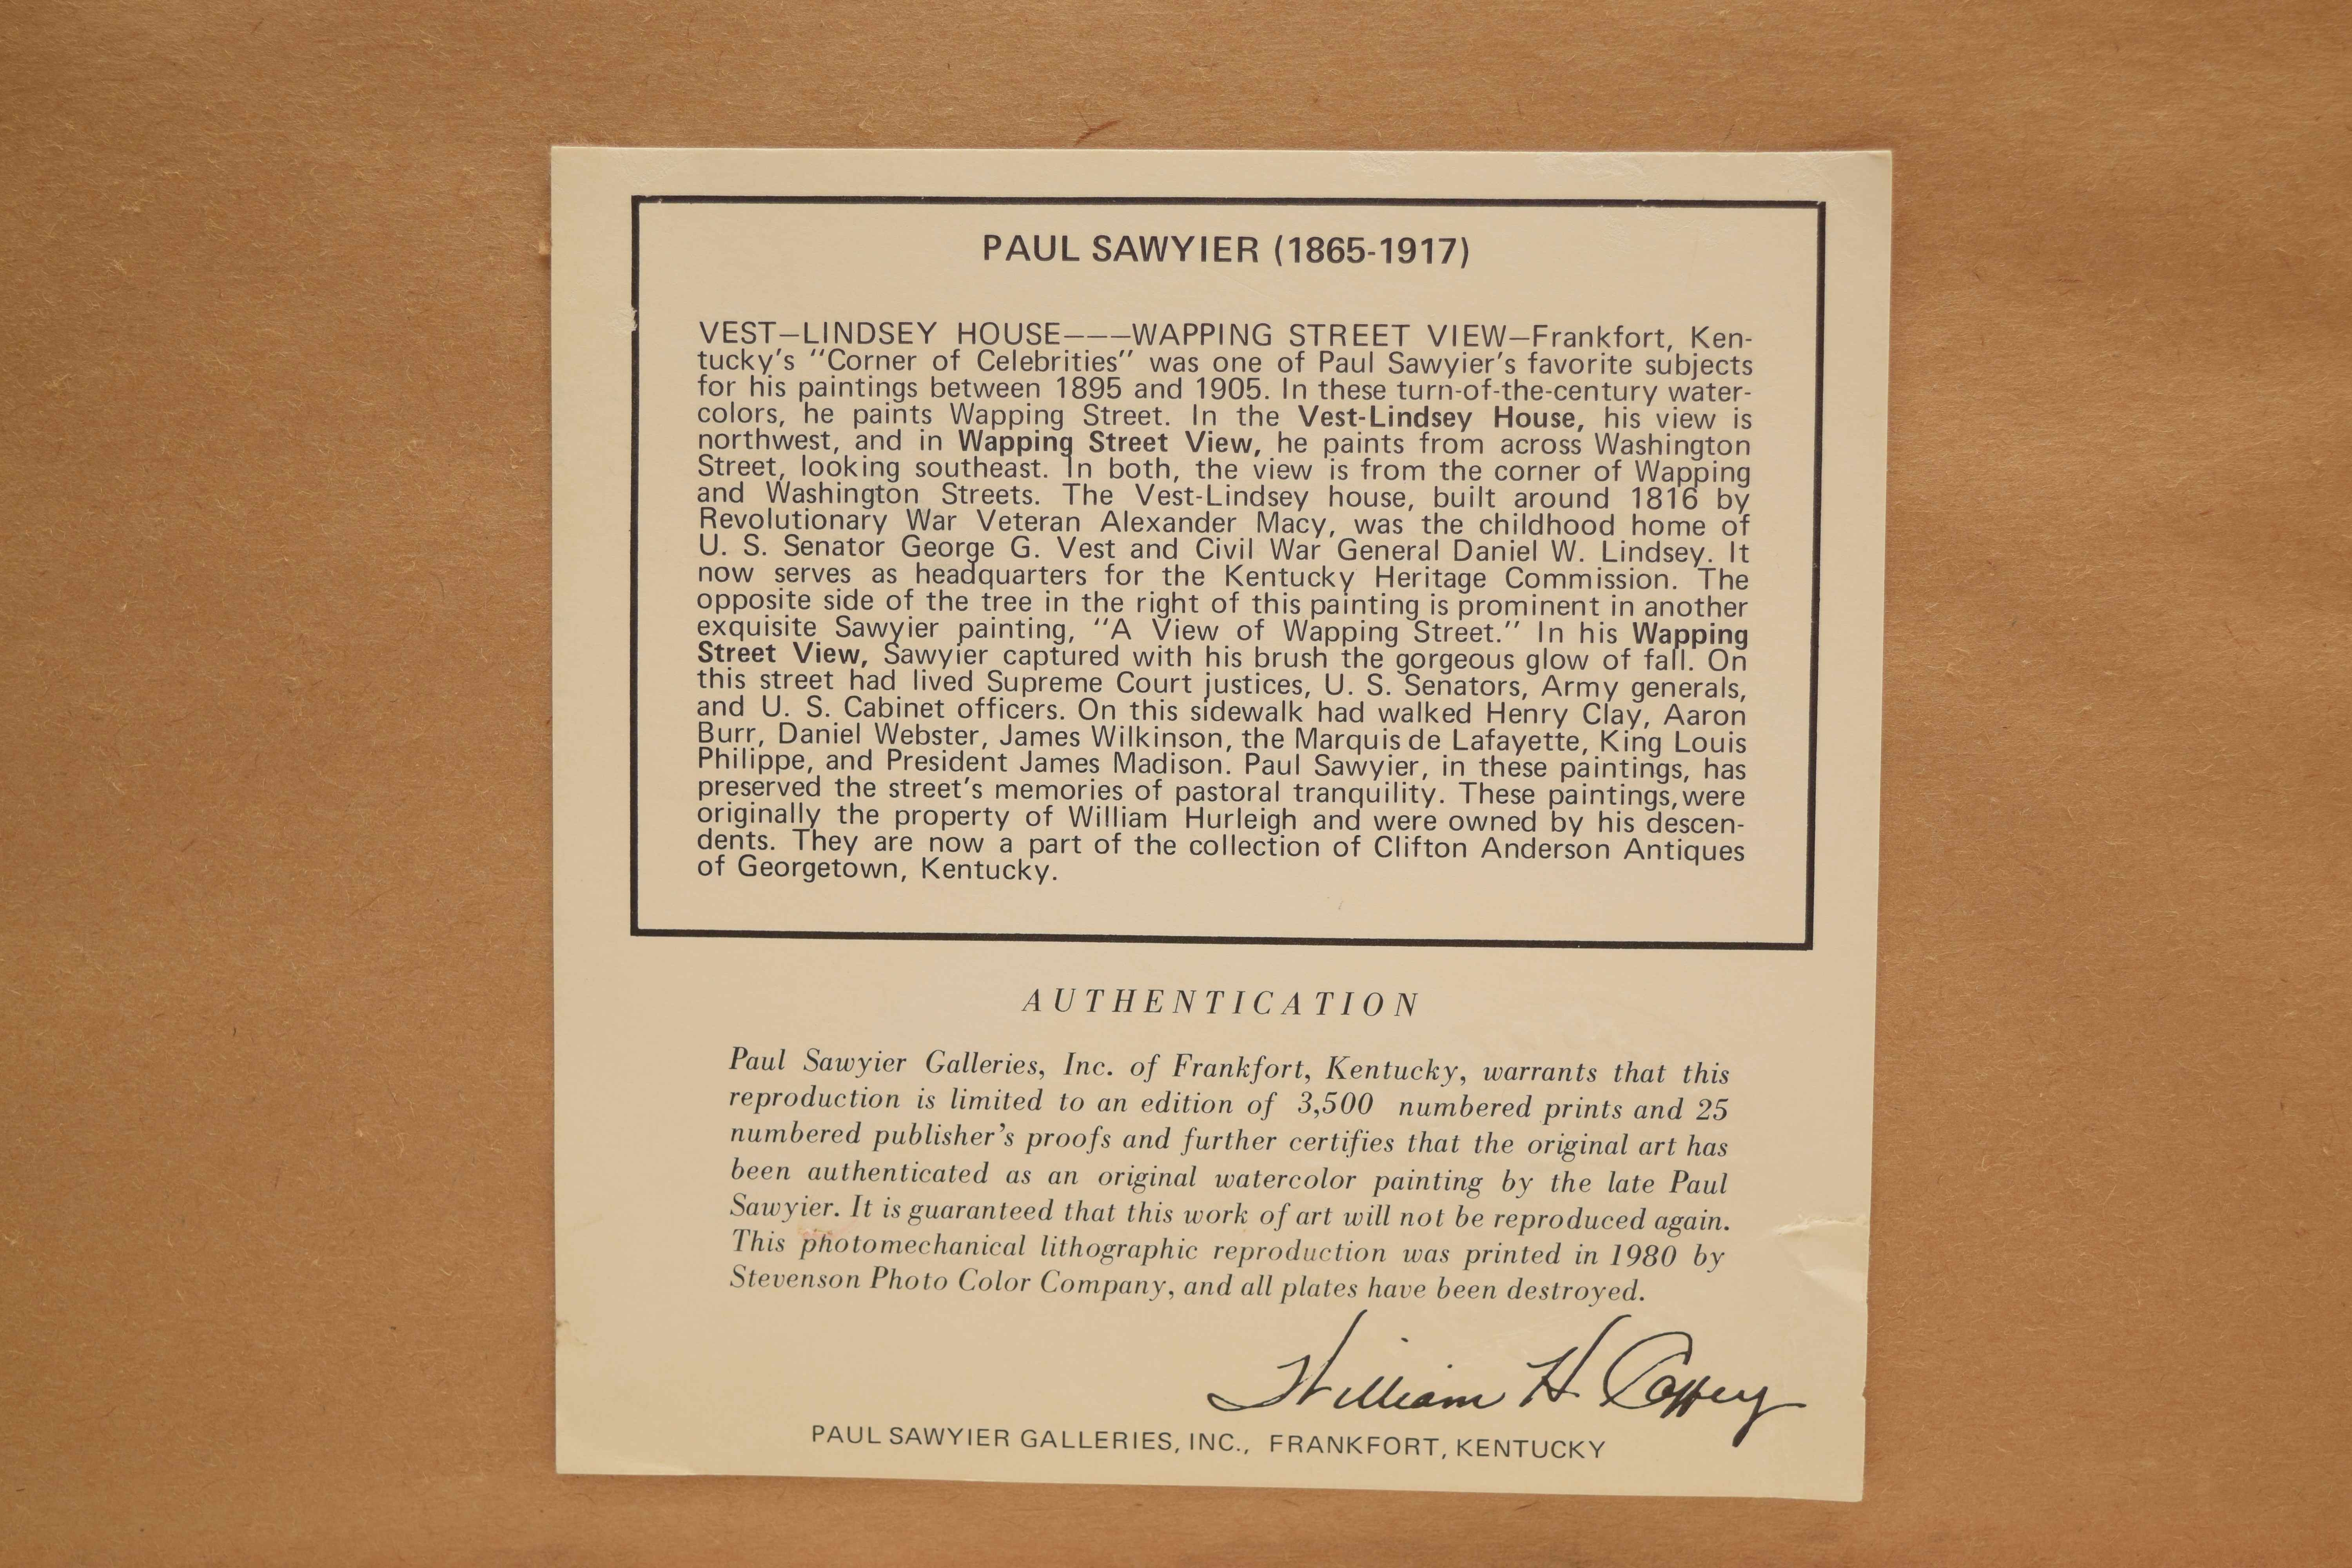 PAUL SAWYIER (1865-1917)
VEST—LINDSEY HOUSE———WAPPING STREET VIEW—Frankfort, Ken-
tucky's "Corner of Celebrities" was one of Paul Sawyier's favorite subjects
for his paintings between 1895 and 1905. In these turn-of-the-century water-
colors, he paints Wapping Street. In the Vest-Lindsey House, his view is
northwest, and in Wapping Street View, he paints from across Washington
Street, looking southeast. In both, the view is from the corner of Wapping
and Washington Streets. The Vest-Lindsey house, built around 1816 by
Revolutionary War Veteran Alexander Macy, was the childhood home of
U. S. Senator George G. Vest and Civil War General Daniel W. Lindsey. It
now serves as headquarters for the Kentucky Heritage Commission. The
opposite side of the tree in the right of this painting is prominent in another
exquisite Sawyier painting, "A View of Wapping Street." In his Wapping
Street View, Sawyier captured with his brush the gorgeous glow of fall. On
this street had lived Supreme Court justices, U. S. Senators, Army generals,
and U. S. Cabinet officers. On this sidewalk had walked Henry Clay, Aaron
Burr, Daniel Webster, James Wilkinson, the Marquis de Lafayette, King Louis
Philippe, and President James Madison. Paul Sawyier, in these paintings, has
preserved the street's memories of pastoral tranquility. These paintings, were
originally the property of William Hurleigh and were owned by his descen-
dents. They are now a part of the collection of Clifton Anderson Antiques
of Georgetown, Kentucky.
AUTHENTICATION
Paul Sawyier Galleries, Inc. of Frankfort, Kentucky, warrants that this
reproduction is limited to an edition of 3,500 numbered prints and 25
numbered publisher's proofs and further certifies that the original art has
been authenticated as an original watercolor painting by the late Paul
Sawyier. It is guaranteed that this work of art will not be reproduced again.
This photomechanical lithographic reproduction was printed in 1980 by
Stevenson Photo Color Company, and all plates have been destroyed.
William H. Coffey
PAUL SAWYIER GALLERIES, INC., FRANKFORT, KENTUCKY